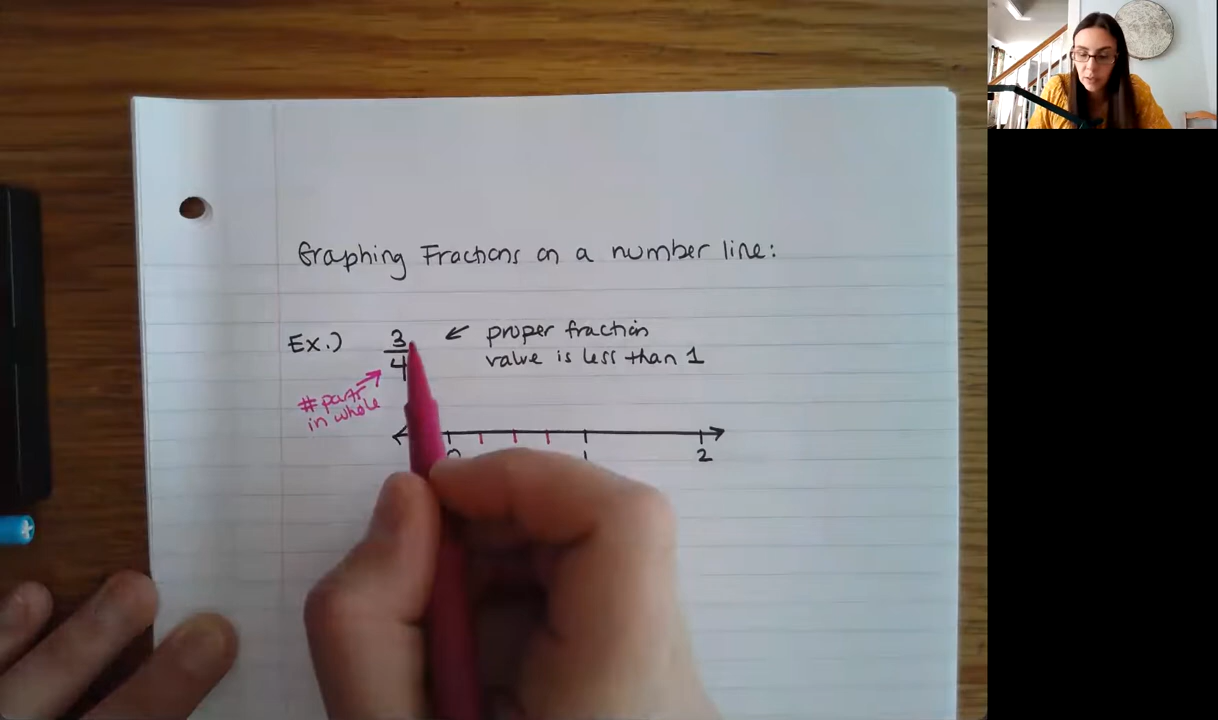 Graphing Fractions on a number line:
Ex.) 3/4 ← proper fraction
value is less than 1
# parts
in whole
0 1 2